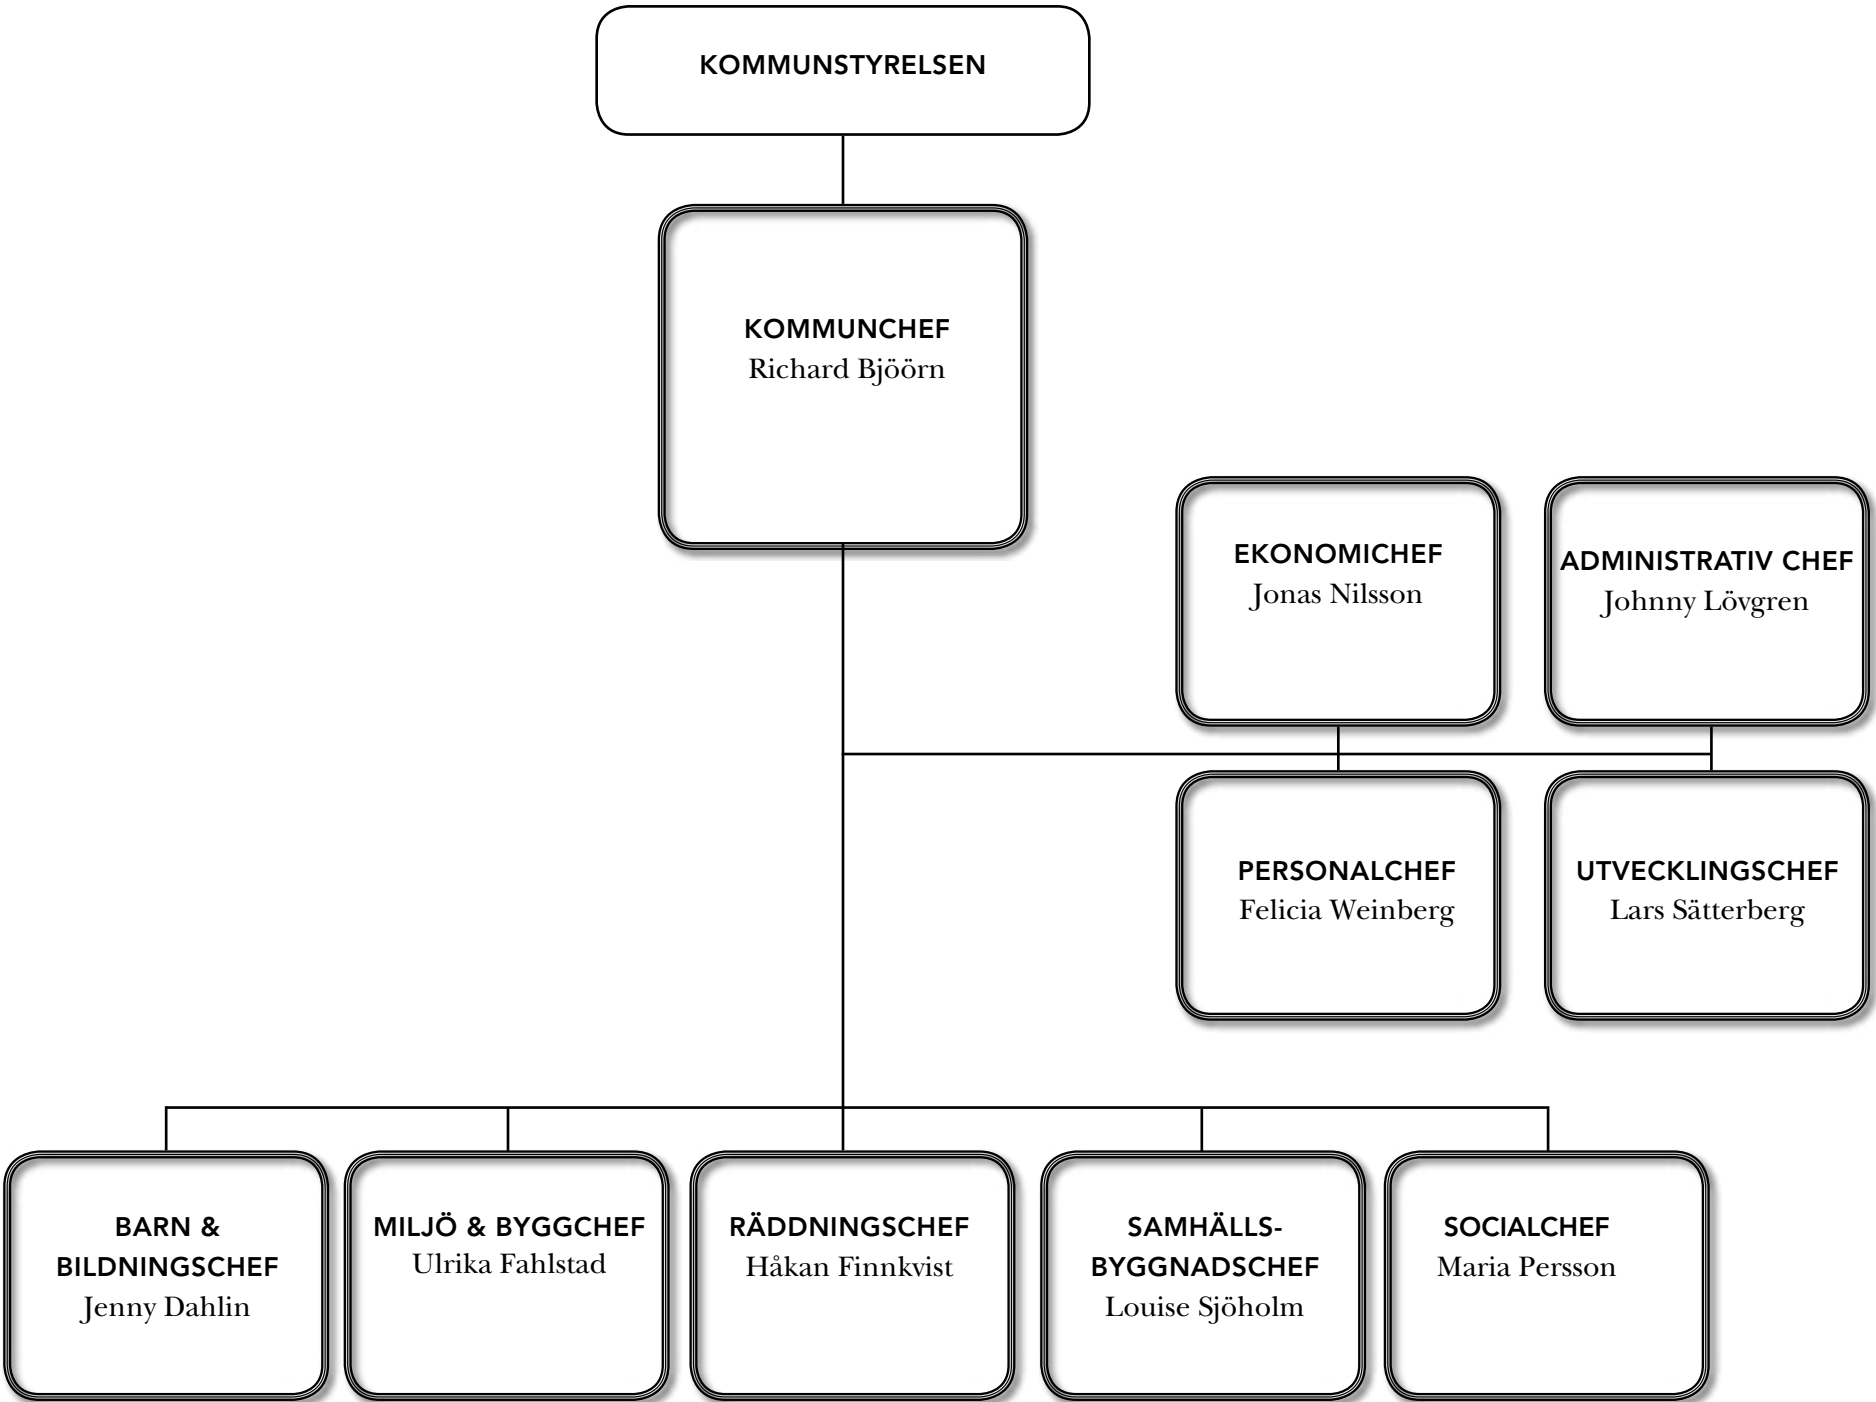 KOMMUNSTYRELSEN
KOMMUNCHEF
Richard Bjöörn
EKONOMICHEF
Jonas Nilsson
ADMINISTRATIV CHEF
Johnny Lövgren
PERSONALCHEF
Felicia Weinberg
UTVECKLINGSCHEF
Lars Sätterberg
BARN &
BILDNINGSCHEF
Jenny Dahlin
MILJÖ & BYGGCHEF
Ulrika Fahlstad
RÄDDNINGSCHEF
Håkan Finnkvist
SAMHÄLLS-
BYGGNADSCHEF
Louise Sjöholm
SOCIALCHEF
Maria Persson